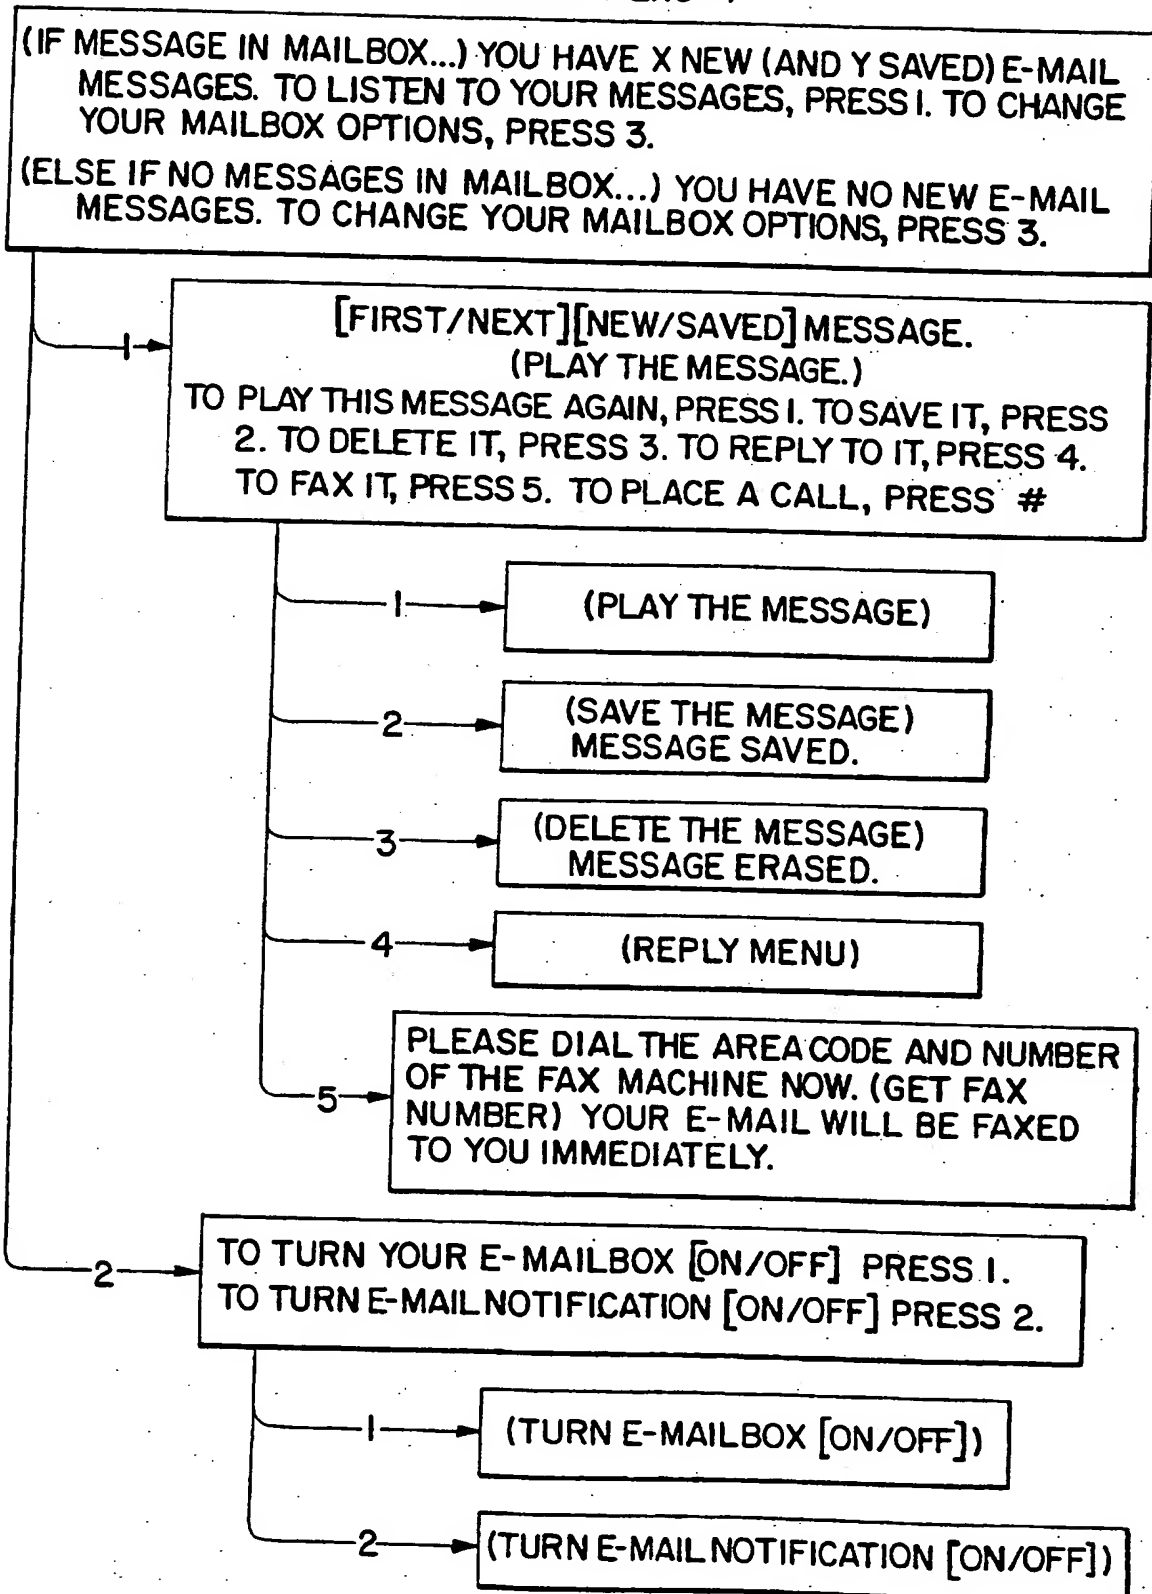 (IF MESSAGE IN MAILBOX...) YOU HAVE X NEW (AND Y SAVED) E-MAIL
MESSAGES. TO LISTEN TO YOUR MESSAGES, PRESS 1. TO CHANGE
YOUR MAILBOX OPTIONS, PRESS 3.
(ELSE IF NO MESSAGES IN MAILBOX...) YOU HAVE NO NEW E-MAIL
MESSAGES. TO CHANGE YOUR MAILBOX OPTIONS, PRESS 3.
1
[FIRST/NEXT][NEW/SAVED] MESSAGE.
(PLAY THE MESSAGE.)
TO PLAY THIS MESSAGE AGAIN, PRESS 1. TO SAVE IT, PRESS
2. TO DELETE IT, PRESS 3. TO REPLY TO IT, PRESS 4.
TO FAX IT, PRESS 5. TO PLACE A CALL, PRESS #
1
(PLAY THE MESSAGE)
2
(SAVE THE MESSAGE)
MESSAGE SAVED.
3
(DELETE THE MESSAGE)
MESSAGE ERASED.
4
(REPLY MENU)
5
PLEASE DIAL THE AREA CODE AND NUMBER
OF THE FAX MACHINE NOW. (GET FAX
NUMBER) YOUR E-MAIL WILL BE FAXED
TO YOU IMMEDIATELY.
2
TO TURN YOUR E-MAILBOX [ON/OFF] PRESS 1.
TO TURN E-MAIL NOTIFICATION [ON/OFF] PRESS 2.
1
(TURN E-MAILBOX [ON/OFF])
2
(TURN E-MAIL NOTIFICATION [ON/OFF])